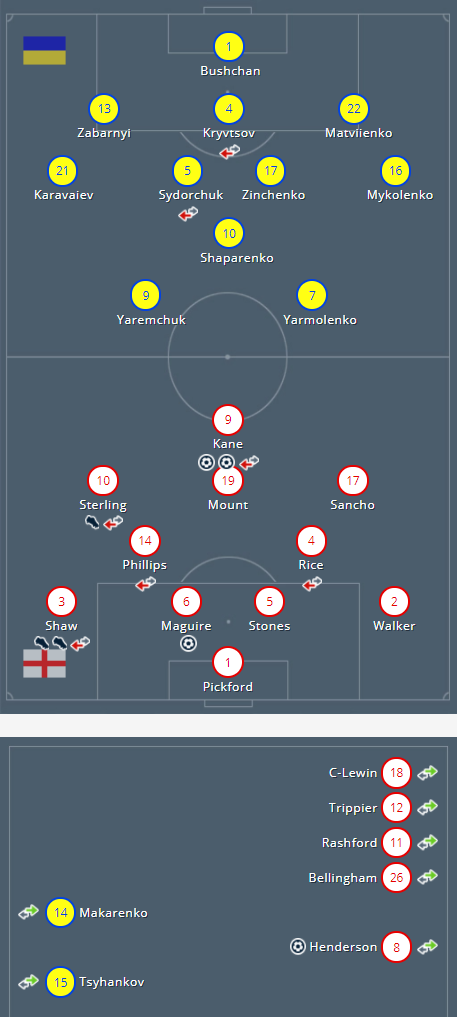 1
Bushchan
13 4 22
Zabarnyi Kryvtsov Matviienko
21 5 17 16
Karavaiev Sydorchuk Zinchenko Mykolenko
10
Shaparenko
9 7
Yaremchuk Yarmolenko
9
Kane
10 19 17
Sterling Mount Sancho
14 4
Phillips Rice
3 6 5 2
Shaw Maguire Stones Walker
1
Pickford
C-Lewin 18
Trippier 12
Rashford 11
Bellingham 26
14 Makarenko
Henderson 8
15 Tsyhankov